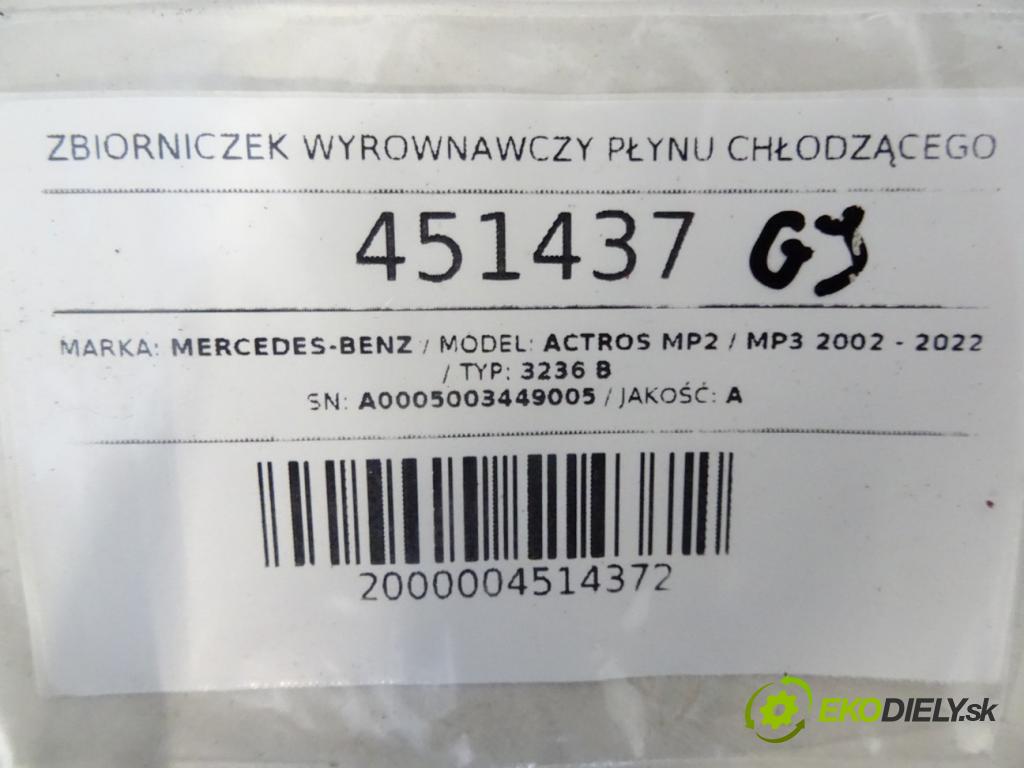 ZBIORNICZEK WYROWNAWCZY PŁYNU CHŁODZĄCEGO
451437 G9
MARKA: MERCEDES-BENZ / MODEL: ACTROS MP2 / MP3 2002 - 2022
/ TYP: 3236 B
SN: A0005003449005 / JAKOŚĆ: A
2000004514372
EKODIELY.sk